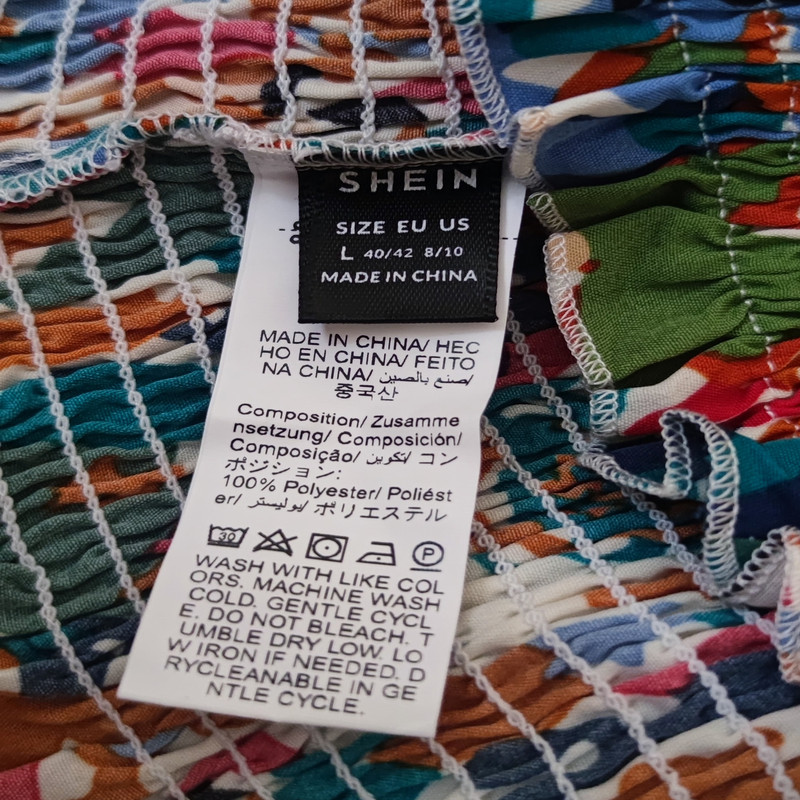 SHEIN
SIZE EU US
L 40/42 8/10
MADE IN CHINA
MADE IN CHINA/ HEC
HO EN CHINA/ FEITO
NA CHINA/ صنع بالصين/
중국산
Composition/ Zusamme
nsetzung/ Composición/
Composição/ تكوين/ コン
ポジション:
100% Polyester/ Poliést
er/ بوليستر/ ポリエステル
30 P
WASH WITH LIKE COL
ORS. MACHINE WASH
COLD. GENTLE CYCL
E. DO NOT BLEACH. T
UMBLE DRY LOW. LO
W IRON IF NEEDED. D
RYCLEANABLE IN GE
NTLE CYCLE.